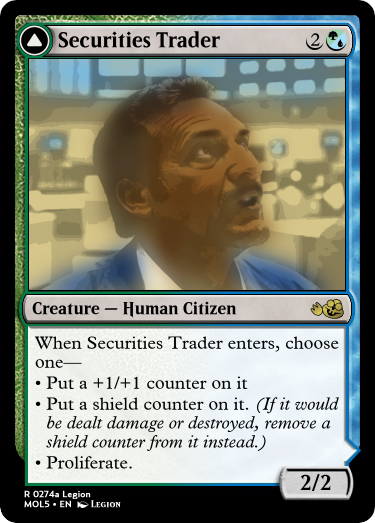 Securities Trader 2
Creature — Human Citizen
When Securities Trader enters, choose
one—
• Put a +1/+1 counter on it
• Put a shield counter on it. (If it would
be dealt damage or destroyed, remove a
shield counter from it instead.)
• Proliferate.
2/2
R 0274a Legion
MOL5 • EN Legion